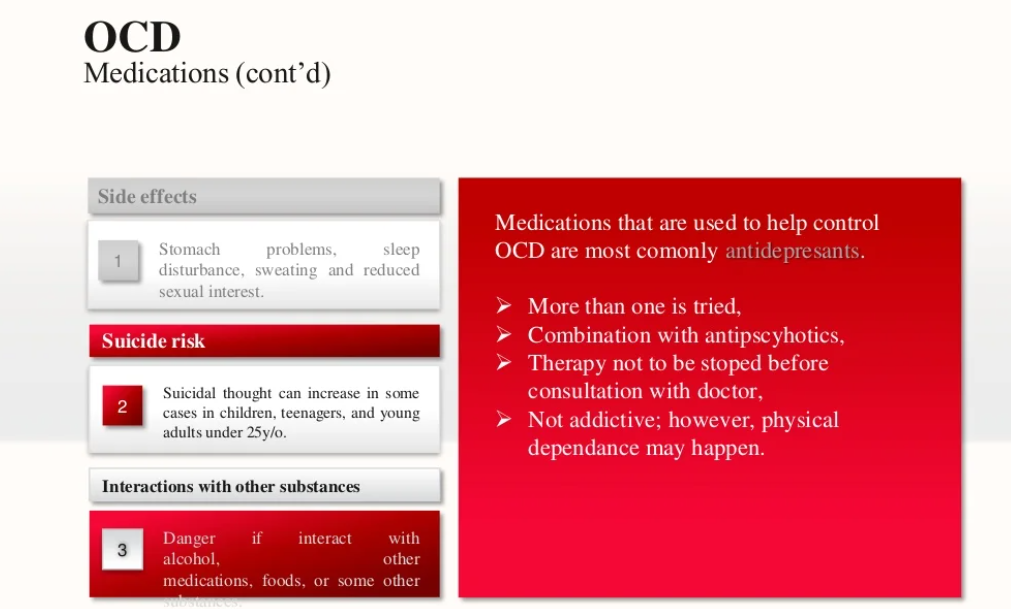 OCD
Medications (cont’d)
Side effects
1
Stomach problems, sleep
disturbance, sweating and reduced
sexual interest.
Suicide risk
2
Suicidal thought can increase in some
cases in children, teenagers, and young
adults under 25y/o.
Interactions with other substances
3
Danger if interact with
alcohol, other
medications, foods, or some other
substances.
Medications that are used to help control
OCD are most comonly antidepresants.
➢ More than one is tried,
➢ Combination with antipscyhotics,
➢ Therapy not to be stoped before
consultation with doctor,
➢ Not addictive; however, physical
dependance may happen.